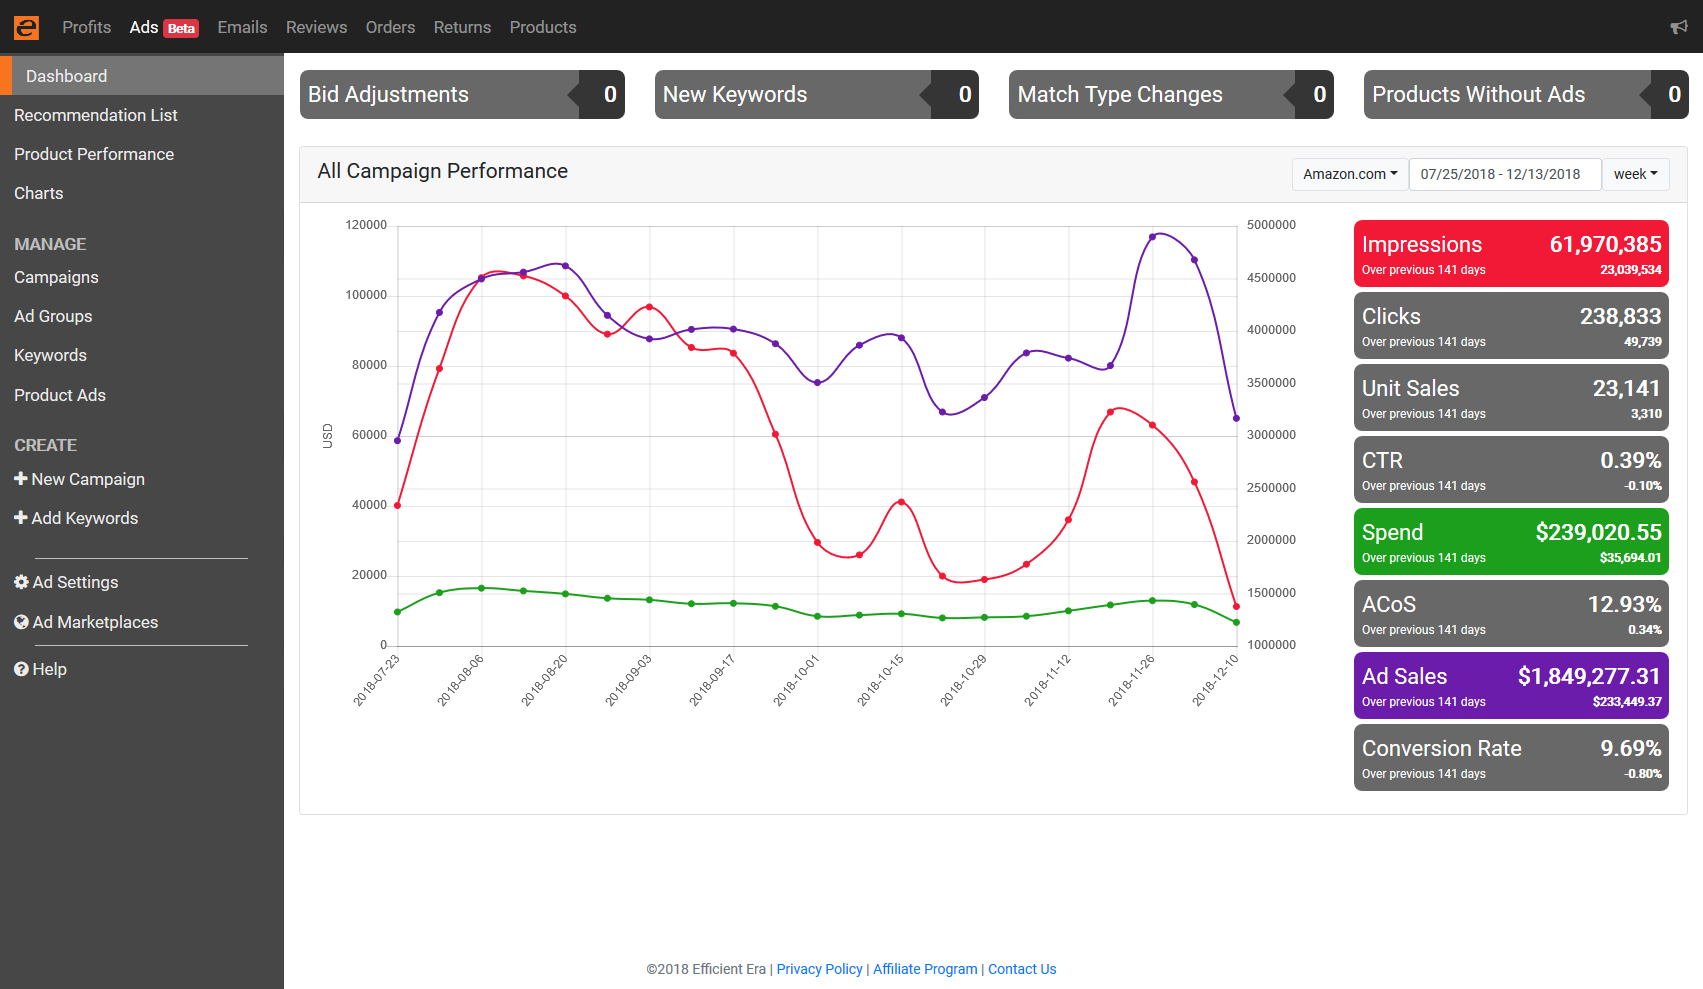 e Profits Ads Beta Emails Reviews Orders Returns Products
Dashboard
Recommendation List
Product Performance
Charts
MANAGE
Campaigns
Ad Groups
Keywords
Product Ads
CREATE
New Campaign
Add Keywords
Ad Settings
Ad Marketplaces
Help
Bid Adjustments 0
New Keywords 0
Match Type Changes 0
Products Without Ads 0
All Campaign Performance
Amazon.com 07/25/2018 - 12/13/2018 week
120000
100000
80000
60000
40000
20000
0
USD
5000000
4500000
4000000
3500000
3000000
2500000
2000000
1500000
1000000
2018-07-23
2018-08-06
2018-08-20
2018-09-03
2018-09-17
2018-10-01
2018-10-15
2018-10-29
2018-11-12
2018-11-26
2018-12-10
Impressions 61,970,385
Over previous 141 days 23,039,534
Clicks 238,833
Over previous 141 days 49,739
Unit Sales 23,141
Over previous 141 days 3,310
CTR 0.39%
Over previous 141 days -0.10%
Spend $239,020.55
Over previous 141 days $35,694.01
ACoS 12.93%
Over previous 141 days 0.34%
Ad Sales $1,849,277.31
Over previous 141 days $233,449.37
Conversion Rate 9.69%
Over previous 141 days -0.80%
©2018 Efficient Era | Privacy Policy | Affiliate Program | Contact Us